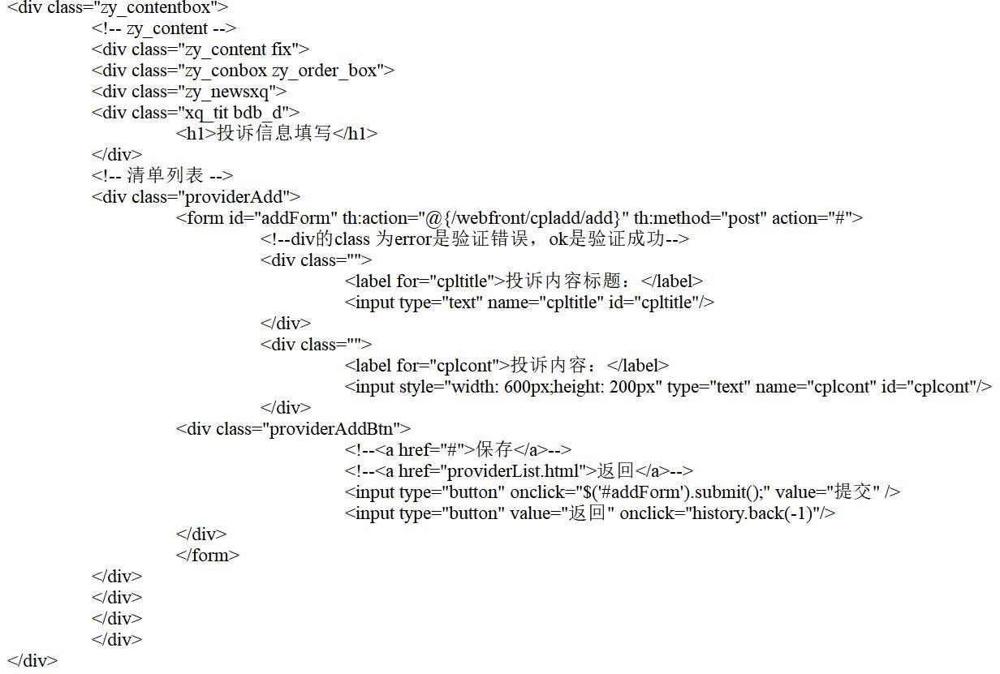 <div class="zy_contentbox">
<!-- zy_content -->
<div class="zy_content fix">
<div class="zy_conbox zy_order_box">
<div class="zy_newsxq">
<div class="xq_tit bdb_d">
<h1>投诉信息填写</h1>
</div>
<!-- 清单列表 -->
<div class="providerAdd">
<form id="addForm" th:action="@{/webfront/cpladd/add}" th:method="post" action="#">
<!--div的class 为error是验证错误，ok是验证成功-->
<div class="">
<label for="cpltitle">投诉内容标题：</label>
<input type="text" name="cpltitle" id="cpltitle"/>
</div>
<div class="">
<label for="cplcont">投诉内容：</label>
<input style="width: 600px;height: 200px" type="text" name="cplcont" id="cplcont"/>
</div>
<div class="providerAddBtn">
<!--<a href="#">保存</a>-->
<!--<a href="providerList.html">返回</a>-->
<input type="button" onclick="$('#addForm').submit();" value="提交" />
<input type="button" value="返回" onclick="history.back(-1)"/>
</div>
</form>
</div>
</div>
</div>
</div>
</div>